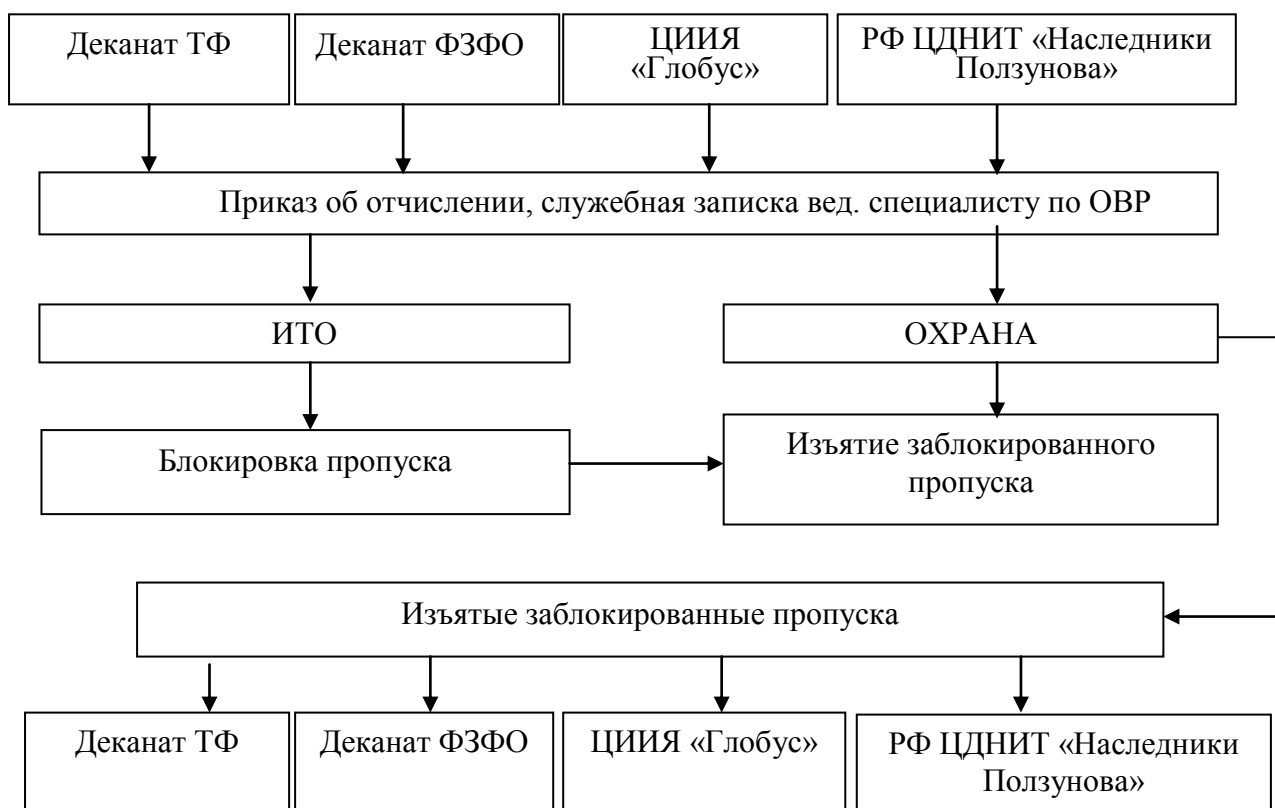 Деканат ТФ
Деканат ФЗФО
ЦИИЯ
«Глобус»
РФ ЦДНИТ «Наследники
Ползунова»
Приказ об отчислении, служебная записка вед. специалисту по ОВР
ИТО
ОХРАНА
Блокировка пропуска
Изъятие заблокированного
пропуска
Изъятые заблокированные пропуска
Деканат ТФ
Деканат ФЗФО
ЦИИЯ «Глобус»
РФ ЦДНИТ «Наследники
Ползунова»